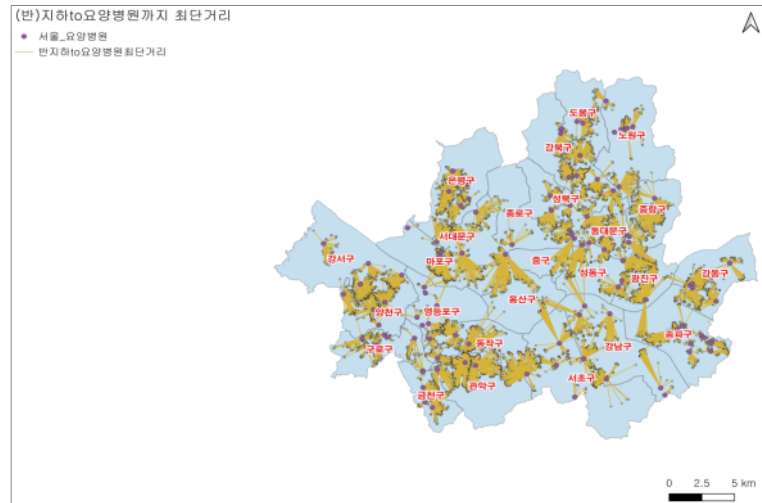 (반)지하to요양병원까지 최단거리
서울_요양병원
반지하to요양병원최단거리
도봉구
노원구
강북구
은평구
성북구
중랑구
종로구
서대문구
동대문구
강서구
마포구
중구
성동구
광진구
강동구
용산구
양천구
영등포구
송파구
구로구
동작구
강남구
서초구
관악구
금천구
0 2.5 5 km